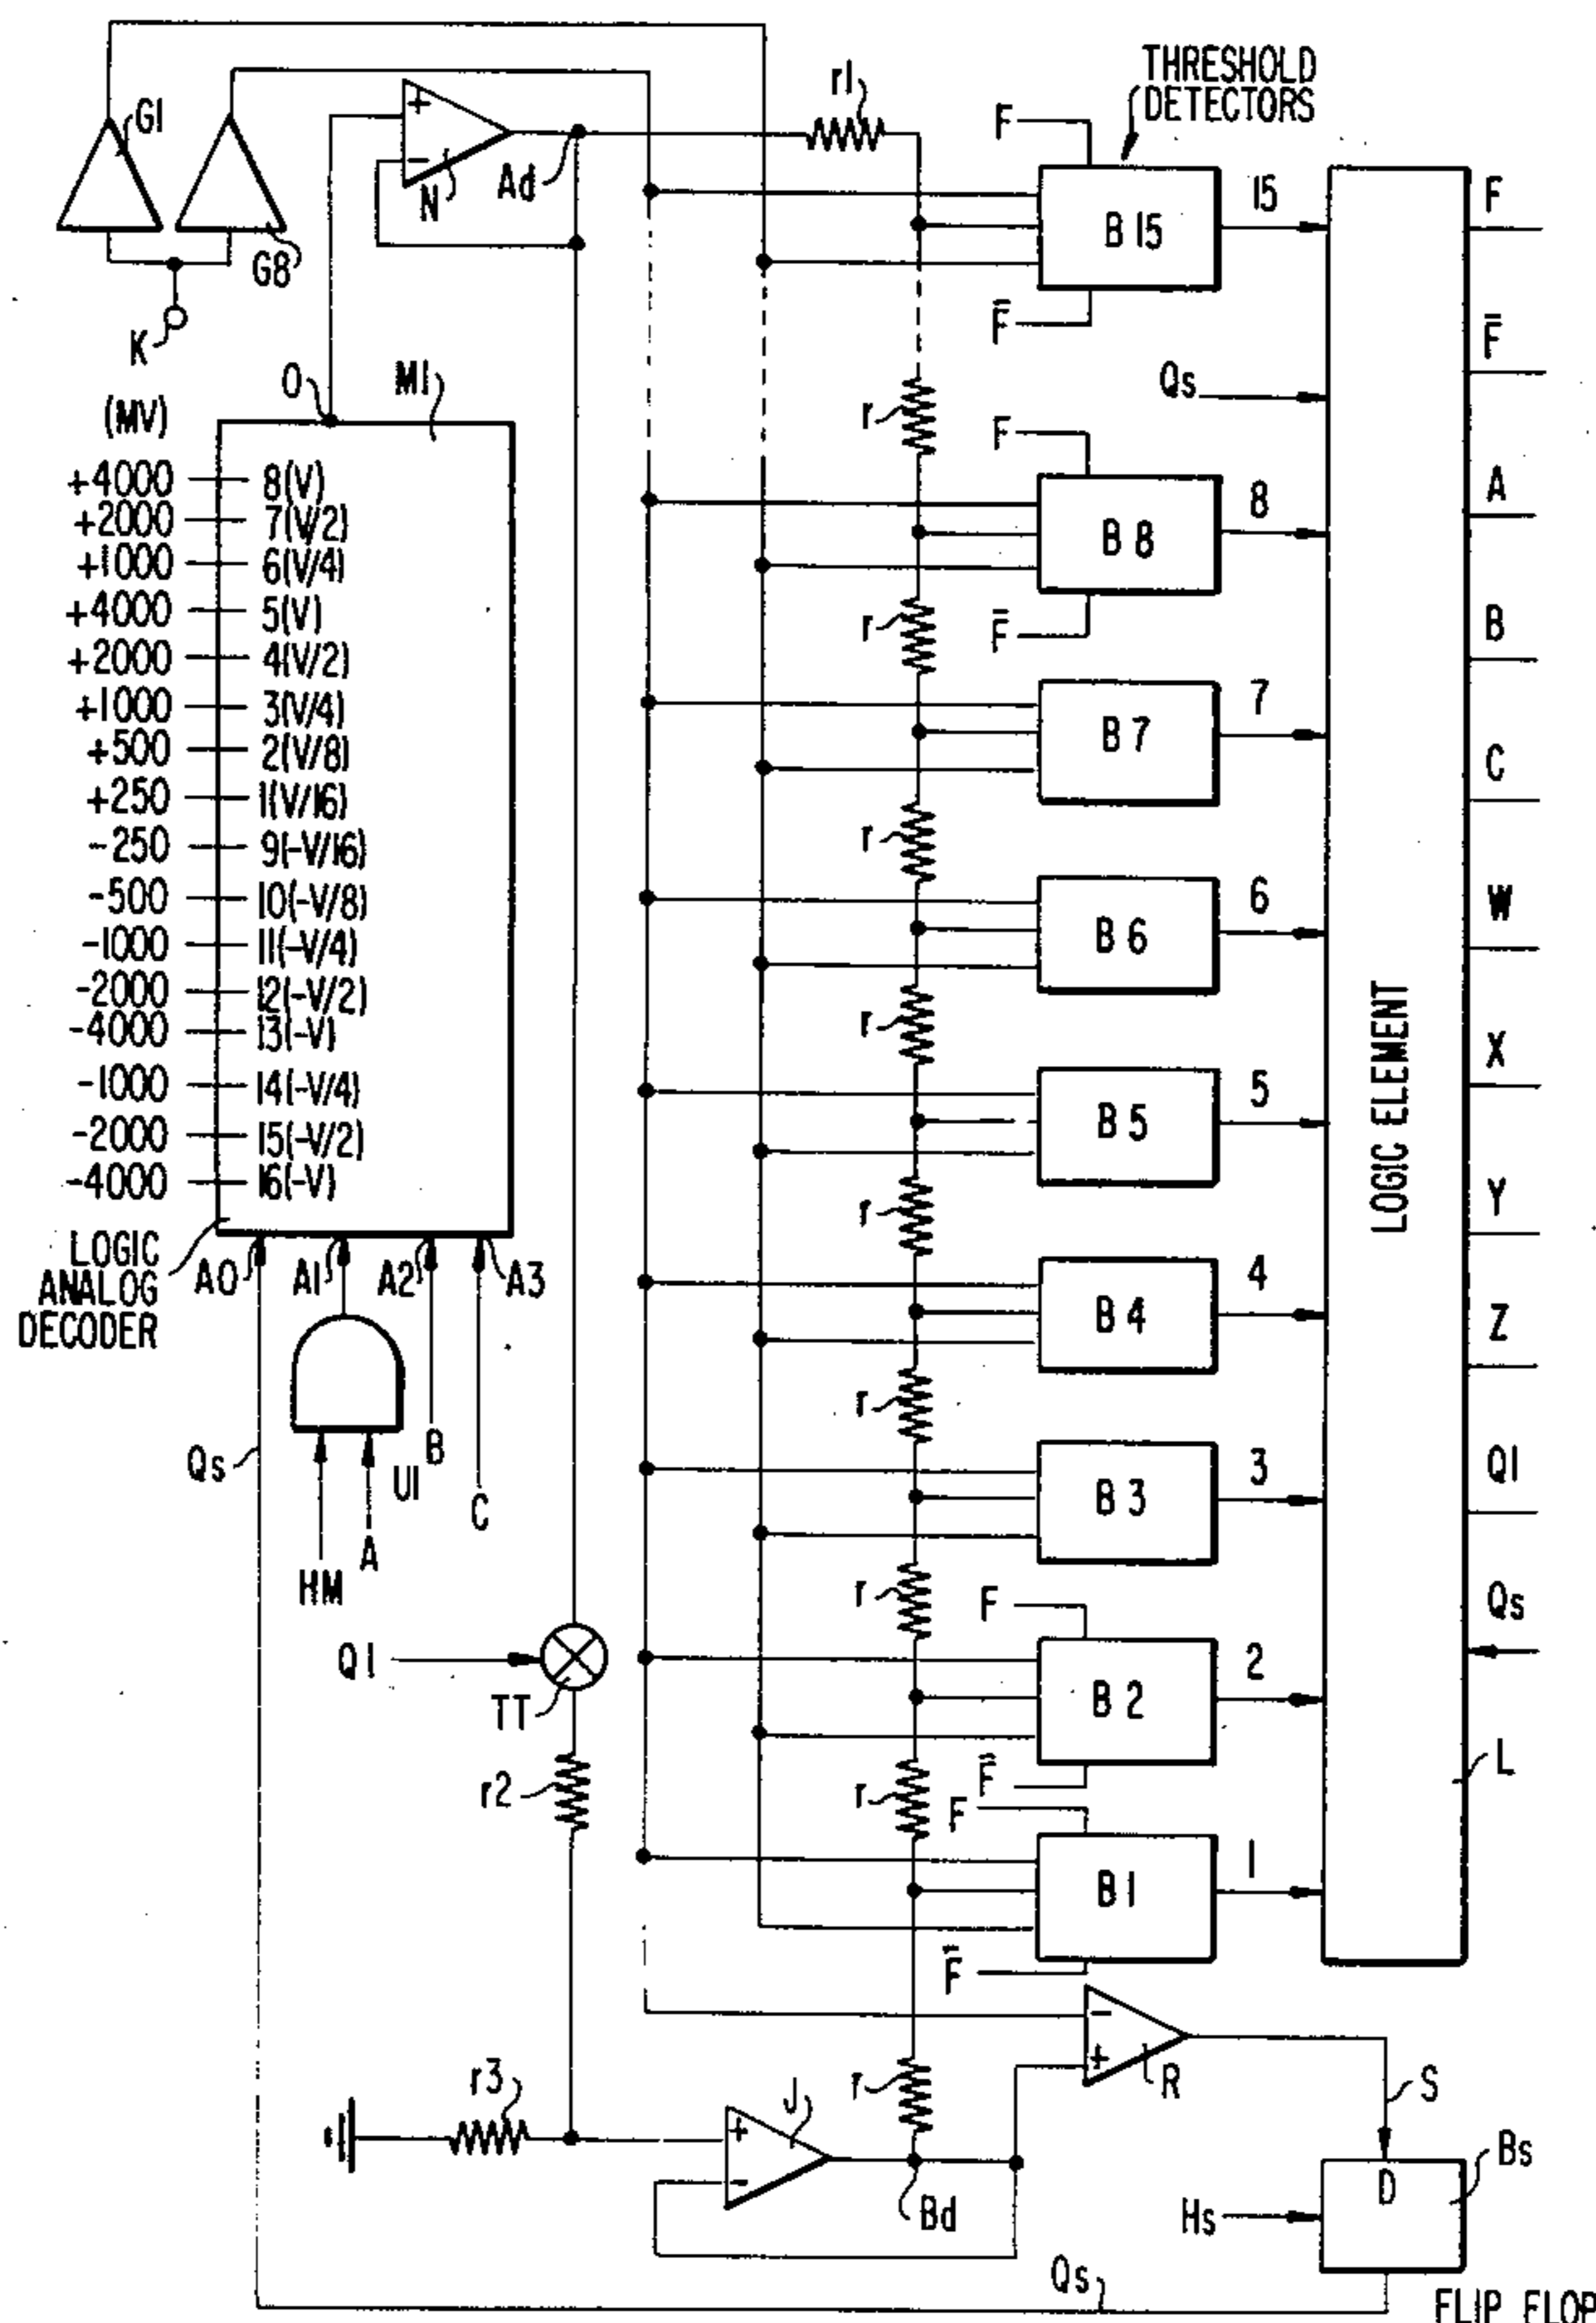 G1
G8
K
+
-
N
Ad
r1
THRESHOLD
DETECTORS
F
B 15
15
F̄
Qs
LOGIC ELEMENT
F
F̄
A
B
C
W
X
Y
Z
Q1
Qs
L
O
M1
(MV)
+4000 8(V)
+2000 7(V/2)
+1000 6(V/4)
+4000 5(V)
+2000 4(V/2)
+1000 3(V/4)
+500 2(V/8)
+250 1(V/16)
-250 9(-V/16)
-500 10(-V/8)
-1000 11(-V/4)
-2000 12(-V/2)
-4000 13(-V)
-1000 14(-V/4)
-2000 15(-V/2)
-4000 16(-V)
LOGIC
ANALOG
DECODER
A0
A1
A2
A3
Qs
HM
A
U1
B
C
r
F
B 8
8
F̄
r
B 7
7
r
B 6
6
r
B 5
5
r
B 4
4
r
B 3
3
r
F
B 2
2
F̄
r
F
B 1
1
F̄
Q1
TT
r2
r3
J
+
-
r
Bd
-
+
R
S
D
Bs
Hs
Qs
FLIP FLOP